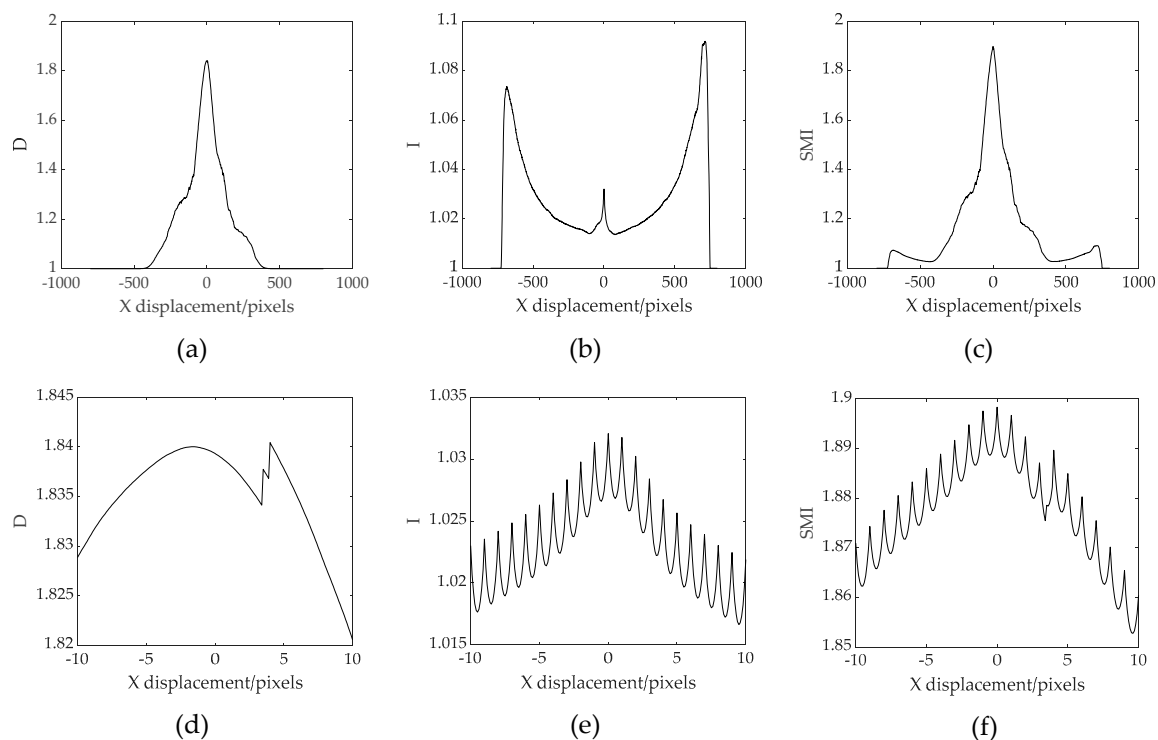 2
1.8
1.6
1.4
1.2
1
D
-1000 -500 0 500 1000
X displacement/pixels
(a)
1.1
1.08
1.06
1.04
1.02
1
I
-1000 -500 0 500 1000
X displacement/pixels
(b)
2
1.8
1.6
1.4
1.2
1
SMI
-1000 -500 0 500 1000
X displacement/pixels
(c)
1.845
1.840
1.835
1.83
1.825
1.82
D
-10 -5 0 5 10
X displacement/pixels
(d)
1.035
1.03
1.025
1.02
1.015
I
-10 -5 0 5 10
X displacement/pixels
(e)
1.9
1.89
1.88
1.87
1.86
1.85
SMI
-10 -5 0 5 10
X displacement/pixels
(f)